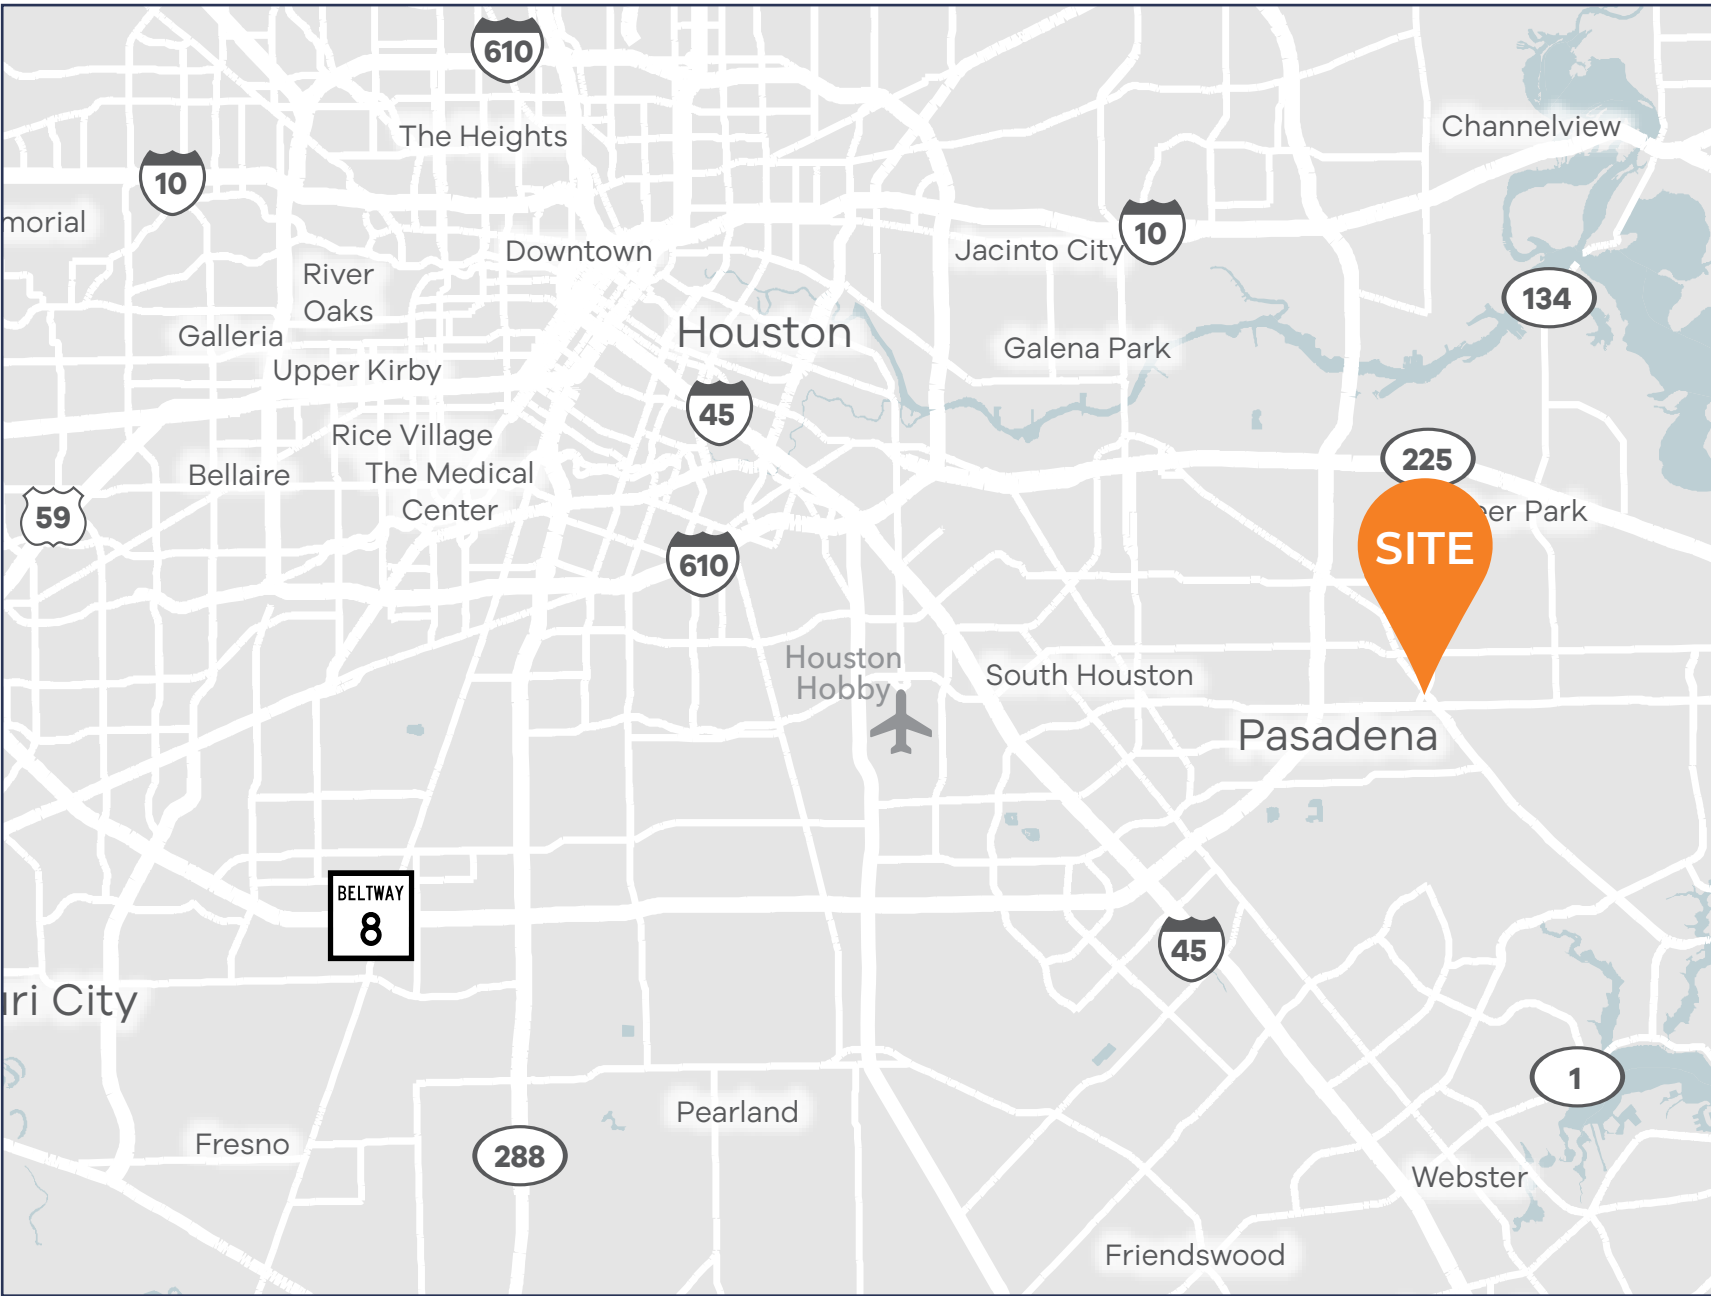 610
The Heights
Channelview
10
morial
10
Downtown
Jacinto City
River
Oaks
134
Galleria
Houston
Galena Park
Upper Kirby
45
Rice Village
225
Bellaire
The Medical
Center
59
eer Park
SITE
610
Houston
Hobby
South Houston
Pasadena
BELTWAY
8
45
uri City
1
Pearland
Fresno
288
Webster
Friendswood